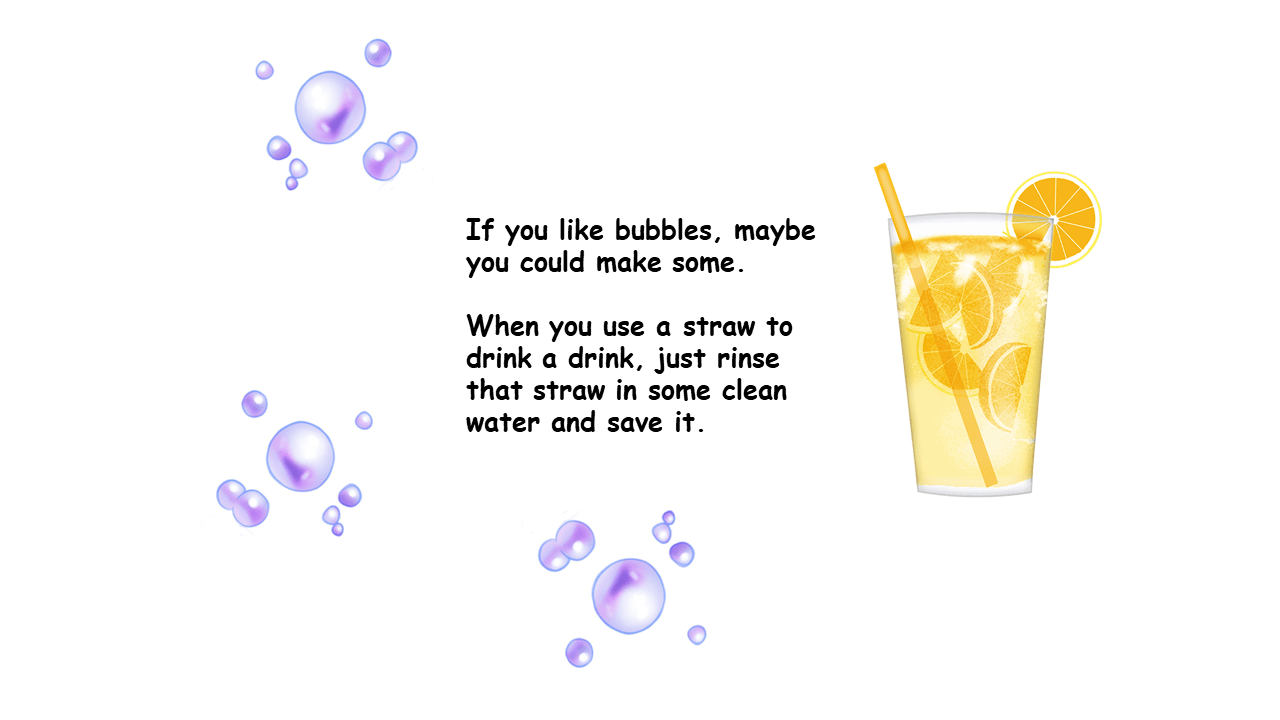 If you like bubbles, maybe
you could make some.
When you use a straw to
drink a drink, just rinse
that straw in some clean
water and save it.